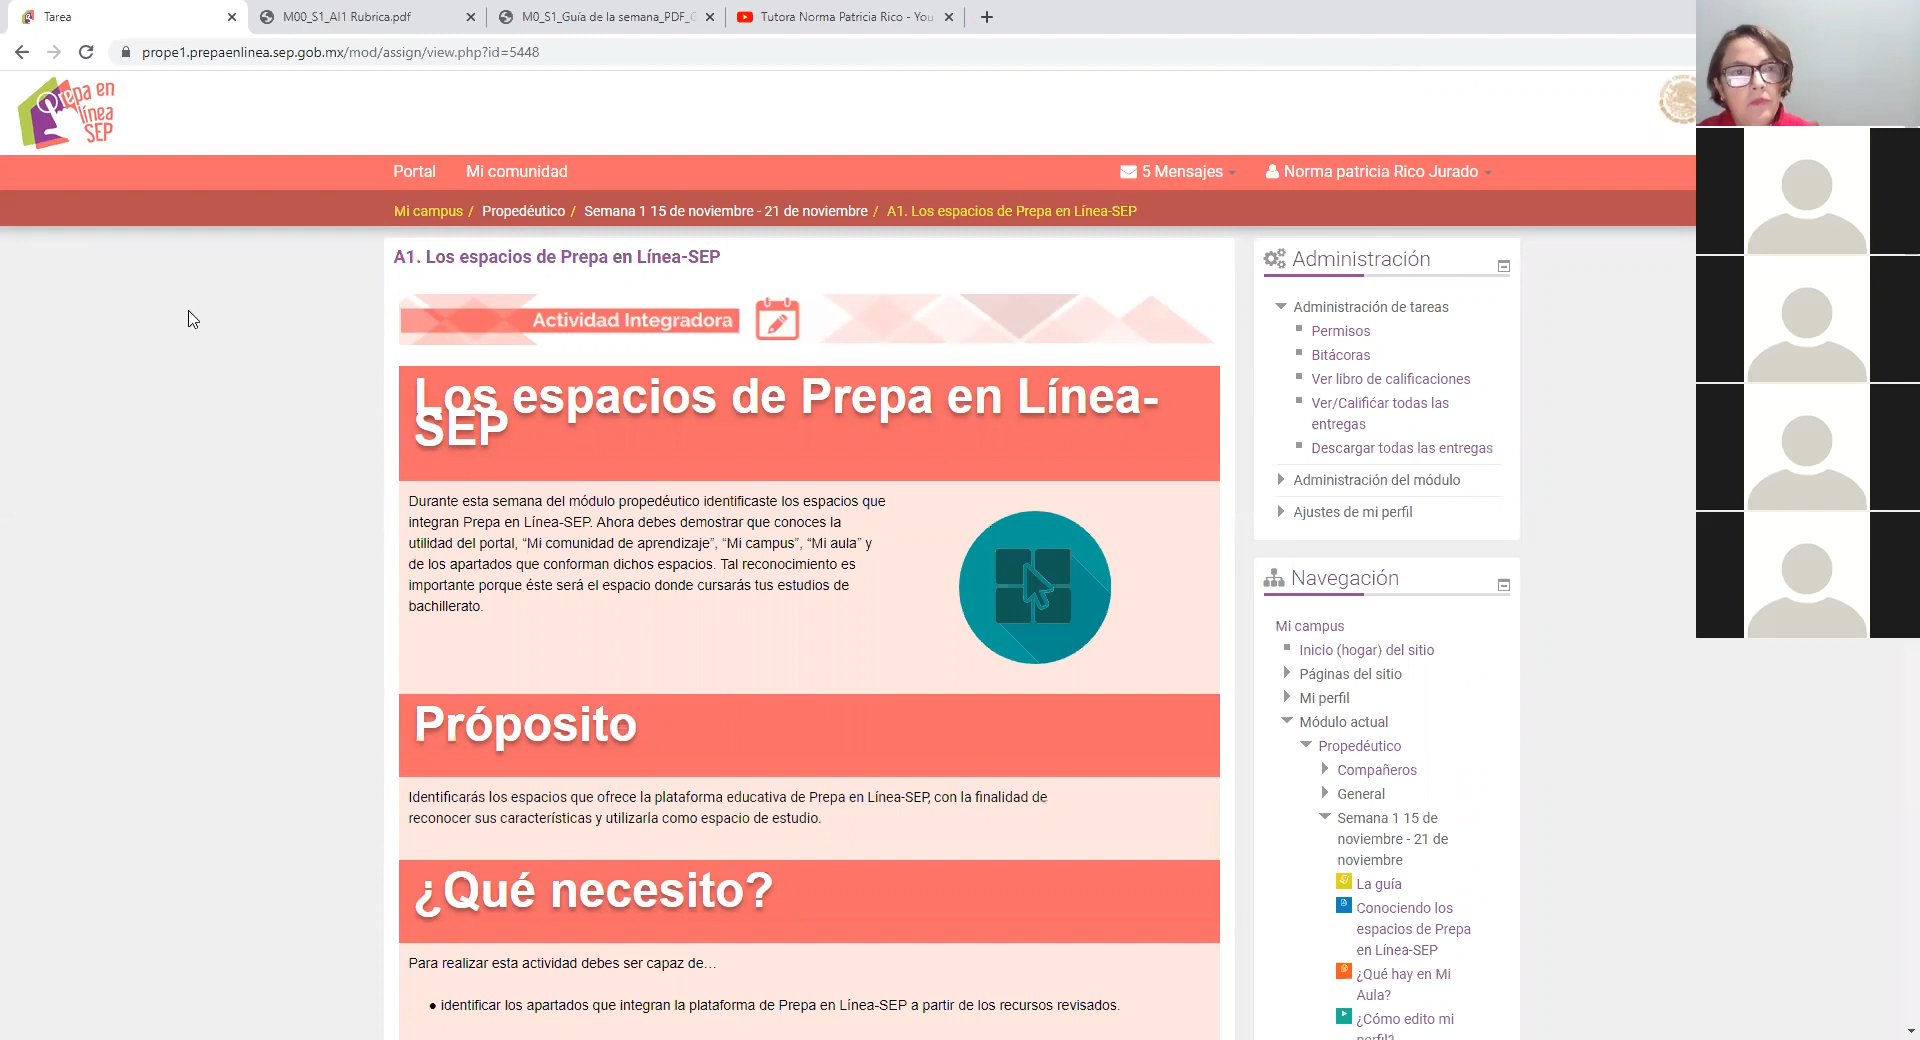 Tarea
M00_S1_AI1 Rubrica.pdf
M0_S1_Guía de la semana_PDF_G
Tutora Norma Patricia Rico - You
prope1.prepaenlinea.sep.gob.mx/mod/assign/view.php?id=5448
Prepa en
línea
SEP
Portal
Mi comunidad
5 Mensajes
Norma patricia Rico Jurado
Mi campus / Propedéutico / Semana 1 15 de noviembre - 21 de noviembre / A1. Los espacios de Prepa en Línea-SEP
A1. Los espacios de Prepa en Línea-SEP
Actividad Integradora
Los espacios de Prepa en Línea-
SEP
Durante esta semana del módulo propedéutico identificaste los espacios que
integran Prepa en Línea-SEP. Ahora debes demostrar que conoces la
utilidad del portal, “Mi comunidad de aprendizaje”, “Mi campus”, “Mi aula” y
de los apartados que conforman dichos espacios. Tal reconocimiento es
importante porque éste será el espacio donde cursarás tus estudios de
bachillerato.
Próposito
Identificarás los espacios que ofrece la plataforma educativa de Prepa en Línea-SEP, con la finalidad de
reconocer sus características y utilizarla como espacio de estudio.
¿Qué necesito?
Para realizar esta actividad debes ser capaz de…
● identificar los apartados que integran la plataforma de Prepa en Línea-SEP a partir de los recursos revisados.
Administración
Administración de tareas
Permisos
Bitácoras
Ver libro de calificaciones
Ver/Calificar todas las
entregas
Descargar todas las entregas
Administración del módulo
Ajustes de mi perfil
Navegación
Mi campus
Inicio (hogar) del sitio
Páginas del sitio
Mi perfil
Módulo actual
Propedéutico
Compañeros
General
Semana 1 15 de
noviembre - 21 de
noviembre
La guía
Conociendo los
espacios de Prepa
en Línea-SEP
¿Qué hay en Mi
Aula?
¿Cómo edito mi
perfil?